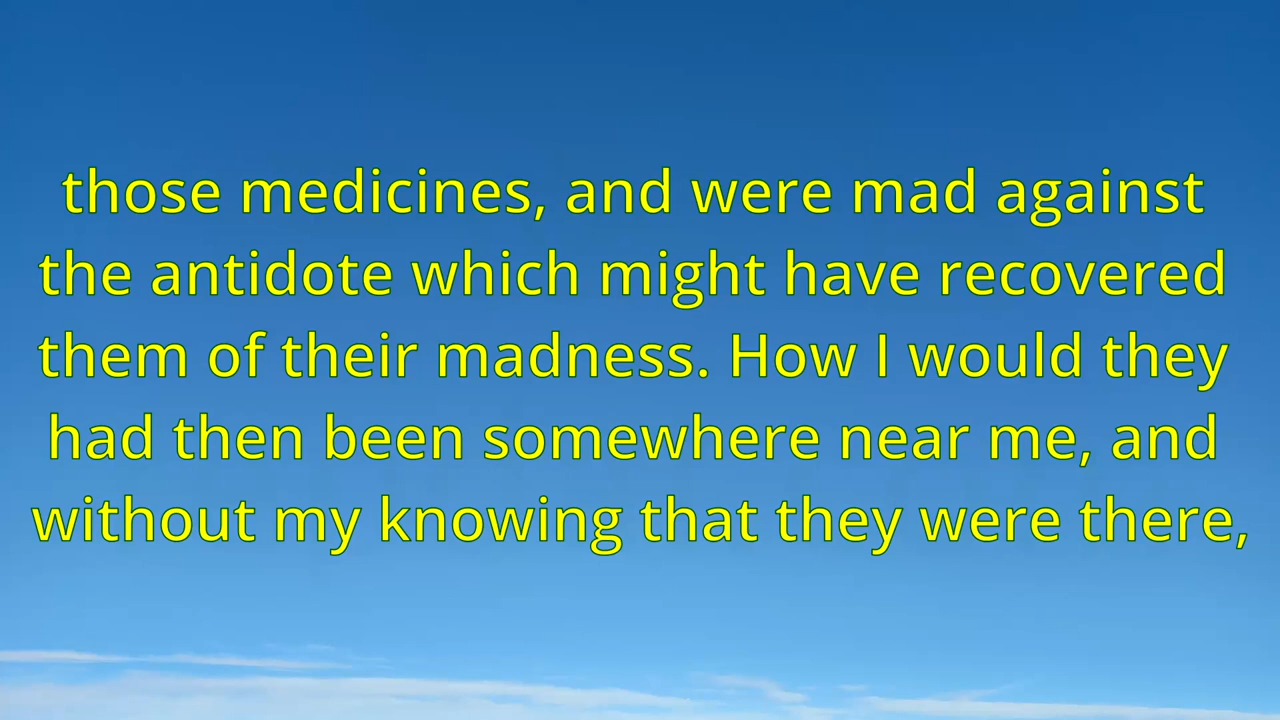 those medicines, and were mad against
the antidote which might have recovered
them of their madness. How I would they
had then been somewhere near me, and
without my knowing that they were there,